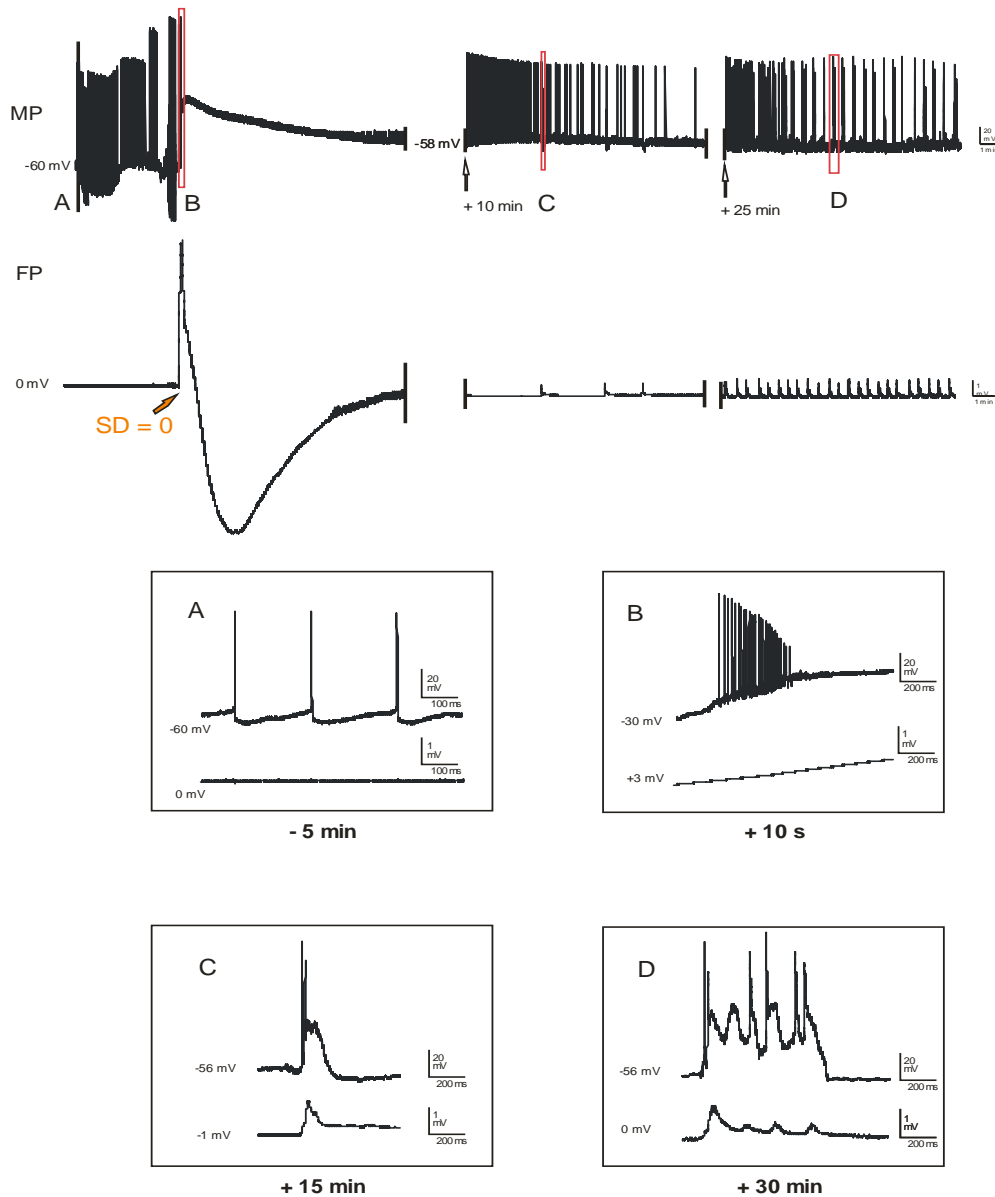 MP
-60 mV
A
B
-58 mV
+ 10 min
C
+ 25 min
D
20
mV
1 min
FP
0 mV
SD = 0
1
mV
1 min
A
-60 mV
20
mV
100 ms
0 mV
1
mV
100 ms
- 5 min
B
-30 mV
20
mV
200 ms
+3 mV
1
mV
200 ms
+ 10 s
C
-56 mV
20
mV
200 ms
-1 mV
1
mV
200 ms
+ 15 min
D
-56 mV
20
mV
200 ms
0 mV
1
mV
200 ms
+ 30 min